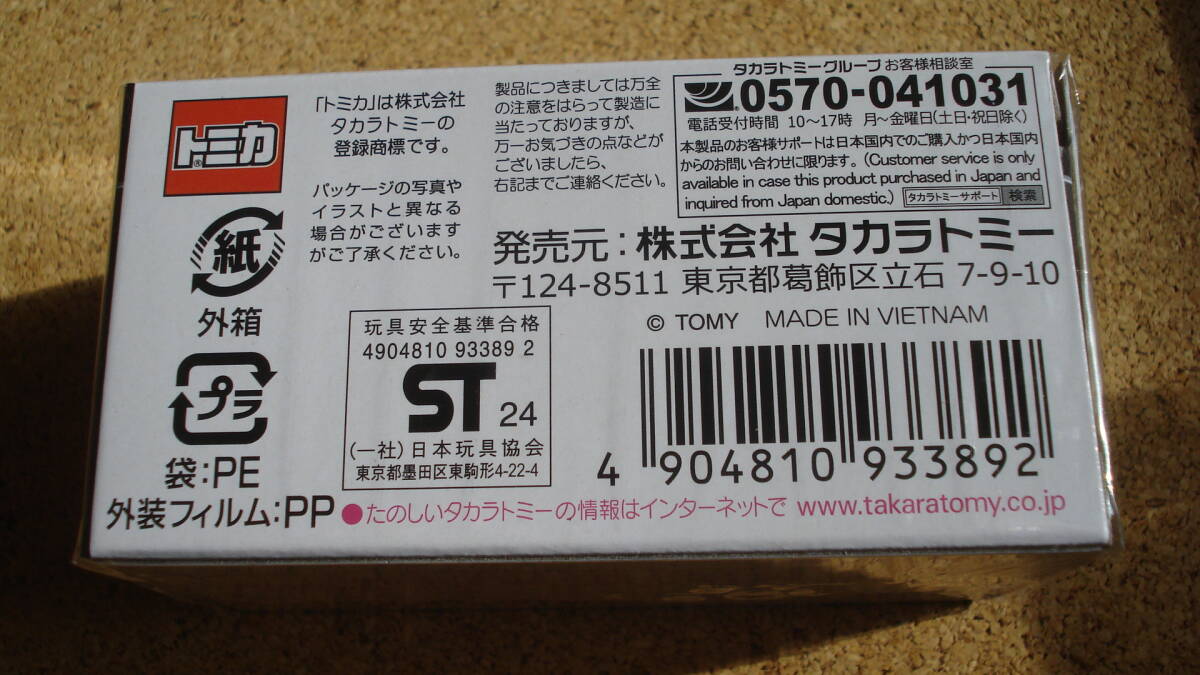 トミカ
®
「トミカ」は株式会社
タカラトミーの
登録商標です。
パッケージの写真や
イラストと異なる
場合がございます
がご了承ください。
製品につきましては万全
の注意をはらって製造に
当たっておりますが、
万一お気づきの点などが
ございましたら、
右記までご連絡ください。
タカラトミーグループ お客様相談室
0570-041031
電話受付時間 10〜17時 月〜金曜日(土日・祝日除く)
本製品のお客様サポートは日本国内でのご購入かつ日本国内
からのお問い合わせに限ります。(Customer service is only
available in case this product purchased in Japan and
inquired from Japan domestic.) タカラトミーサポート 検索
発売元:株式会社 タカラトミー
〒124-8511 東京都葛飾区立石 7-9-10
© TOMY MADE IN VIETNAM
紙
外箱
プラ
袋:PE
外装フィルム:PP
玩具安全基準合格
4904810 93389 2
ST 24
(一社)日本玩具協会
東京都墨田区東駒形4-22-4
4 904810 933892
●たのしいタカラトミーの情報はインターネットで www.takaratomy.co.jp